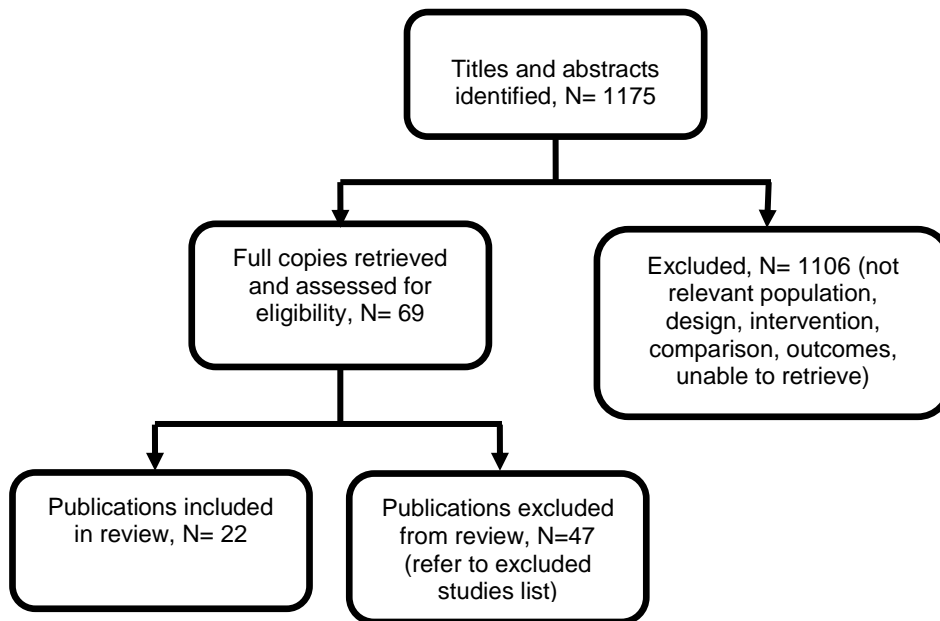 Titles and abstracts
identified, N= 1175
Full copies retrieved
and assessed for
eligibility, N= 69
Excluded, N= 1106 (not
relevant population,
design, intervention,
comparison, outcomes,
unable to retrieve)
Publications included
in review, N= 22
Publications excluded
from review, N=47
(refer to excluded
studies list)